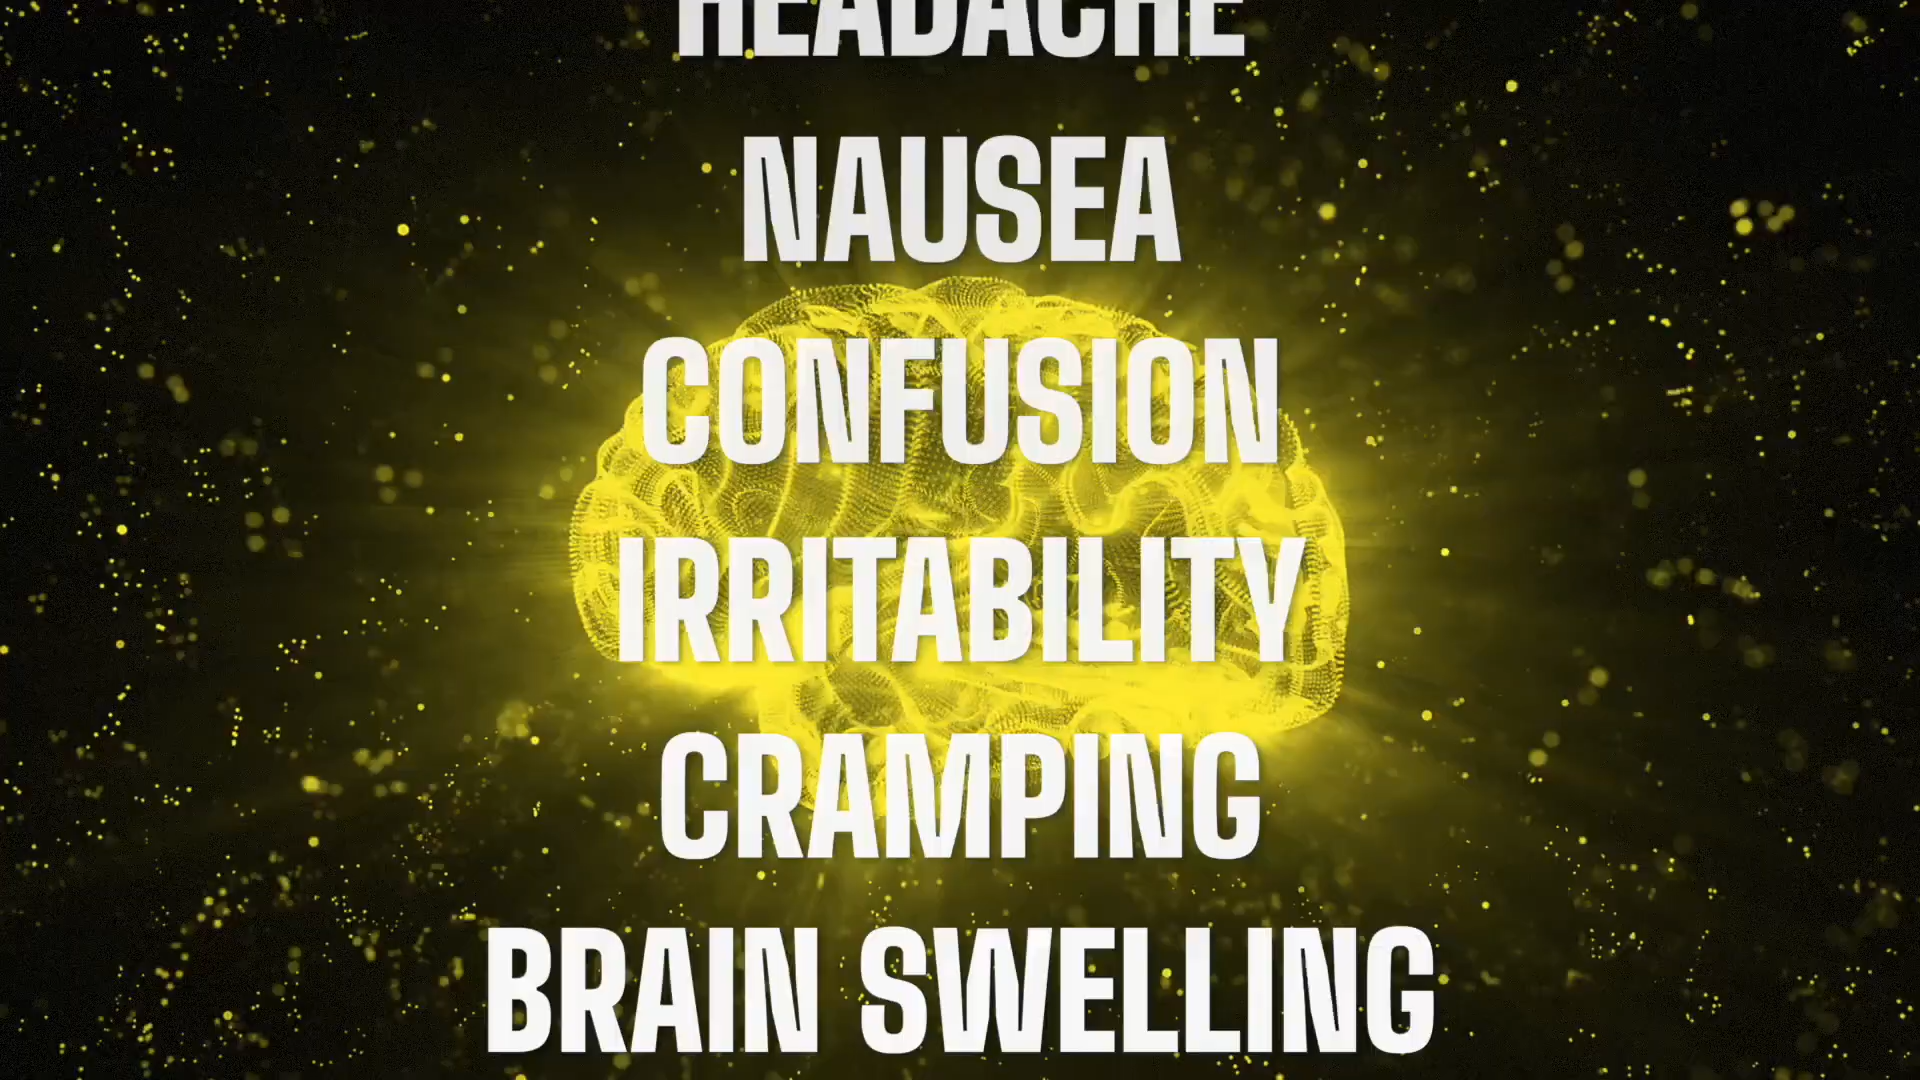 HEADACHE
NAUSEA
CONFUSION
IRRITABILITY
CRAMPING
BRAIN SWELLING